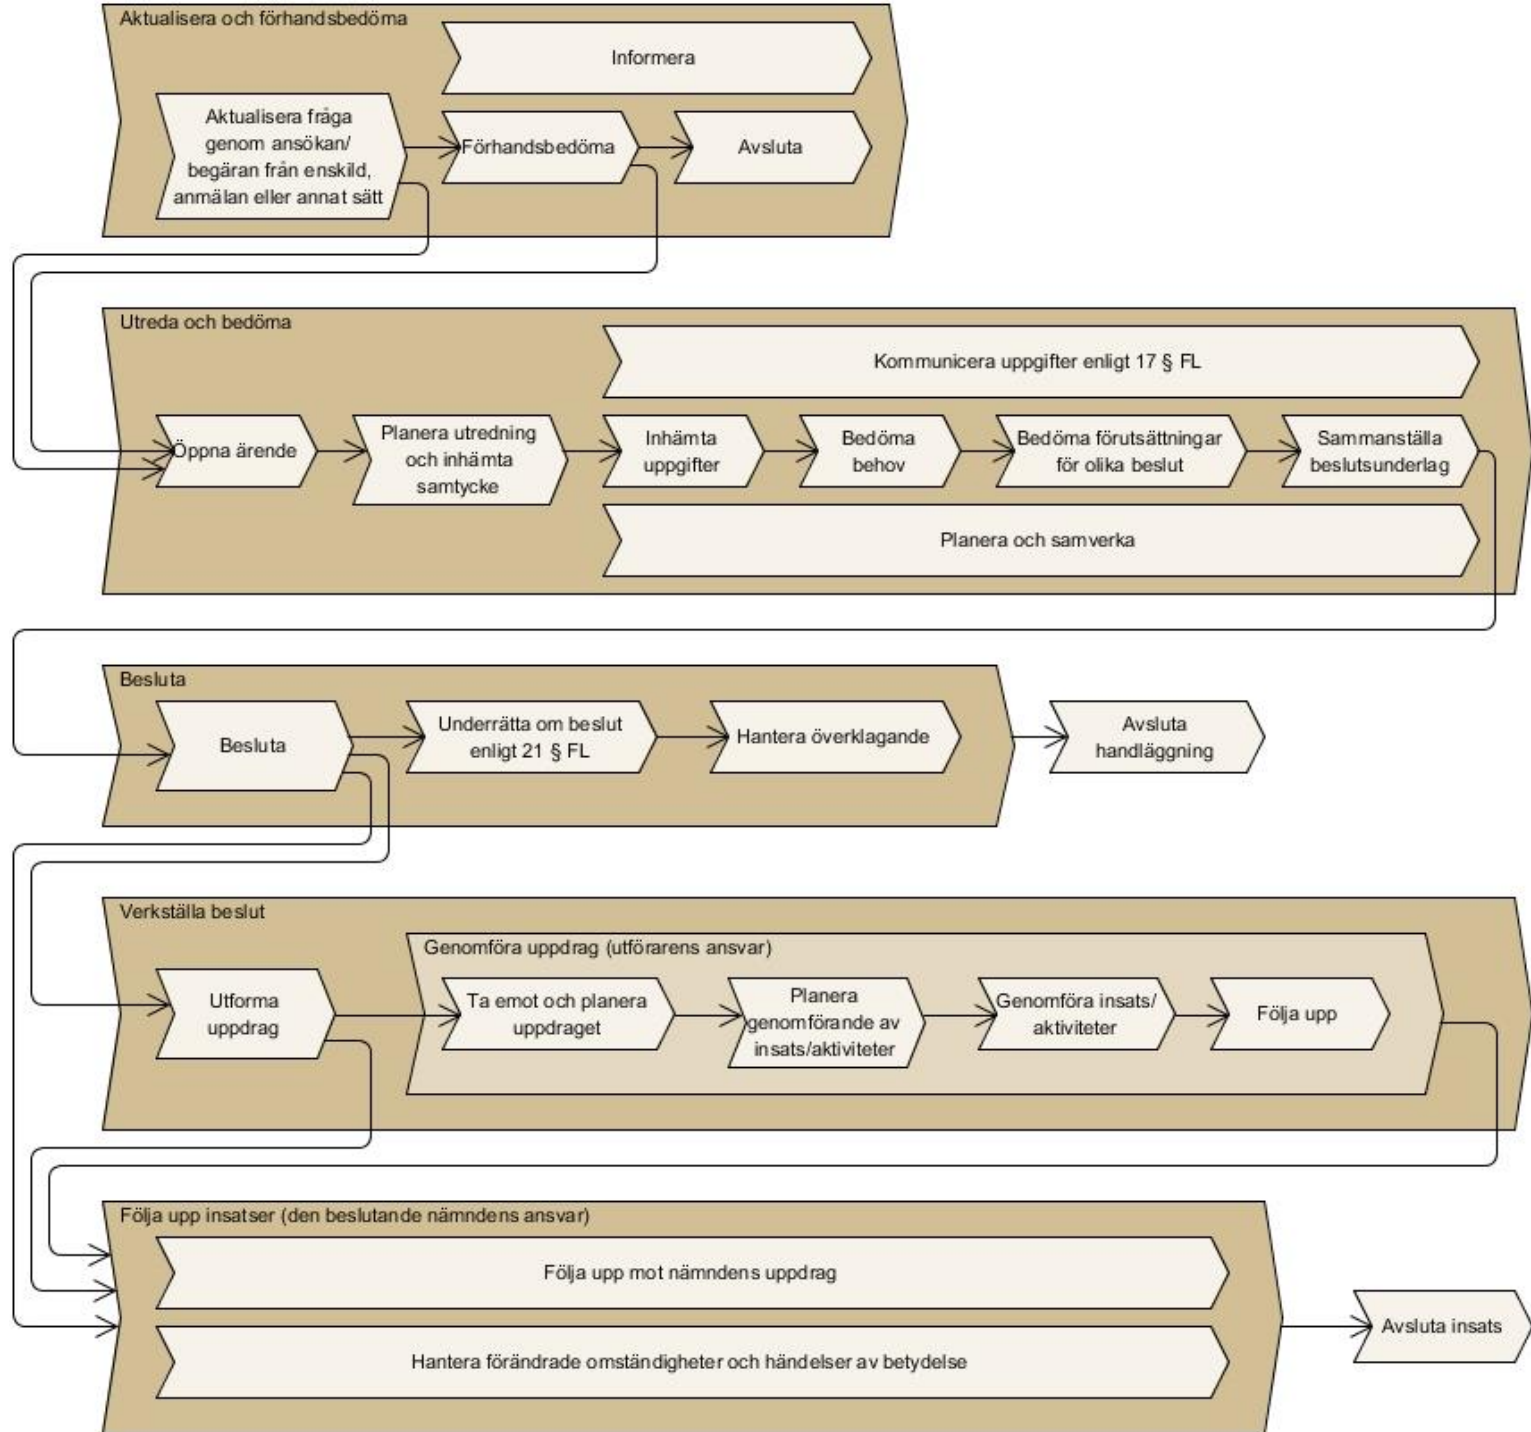 Aktualisera och förhandsbedöma
Informera
Aktualisera fråga
genom ansökan/
begäran från enskild,
anmälan eller annat sätt
Förhandsbedöma
Avsluta
Utreda och bedöma
Kommunicera uppgifter enligt 17 § FL
Öppna ärende
Planera utredning
och inhämta
samtycke
Inhämta
uppgifter
Bedöma
behov
Bedöma förutsättningar
för olika beslut
Sammanställa
beslutsunderlag
Planera och samverka
Besluta
Besluta
Underrätta om beslut
enligt 21 § FL
Hantera överklagande
Avsluta
handläggning
Verkställa beslut
Genomföra uppdrag (utförarens ansvar)
Utforma
uppdrag
Ta emot och planera
uppdraget
Planera
genomförande av
insats/aktiviteter
Genomföra insats/
aktiviteter
Följa upp
Följa upp insatser (den beslutande nämndens ansvar)
Följa upp mot nämndens uppdrag
Avsluta insats
Hantera förändrade omständigheter och händelser av betydelse